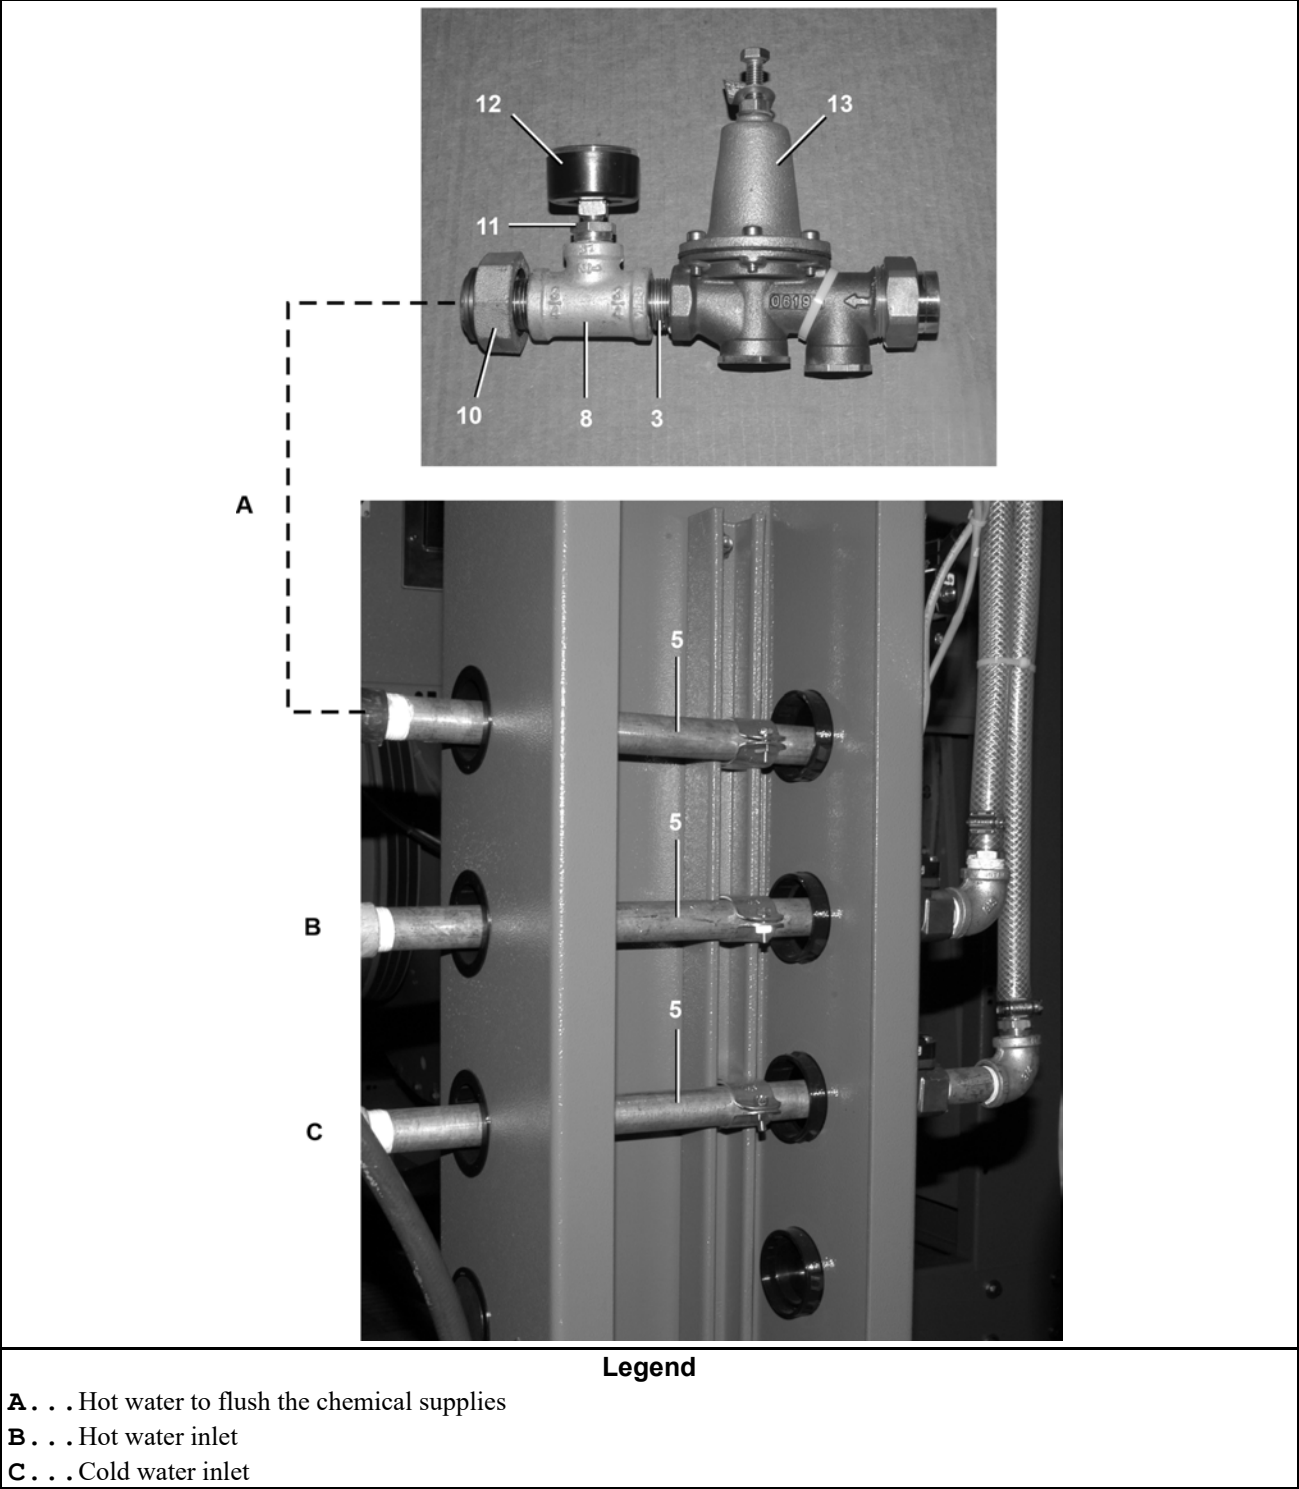 12
13
11
0619
10
8
3
A
5
5
B
5
C
Legend
A...Hot water to flush the chemical supplies
B...Hot water inlet
C...Cold water inlet